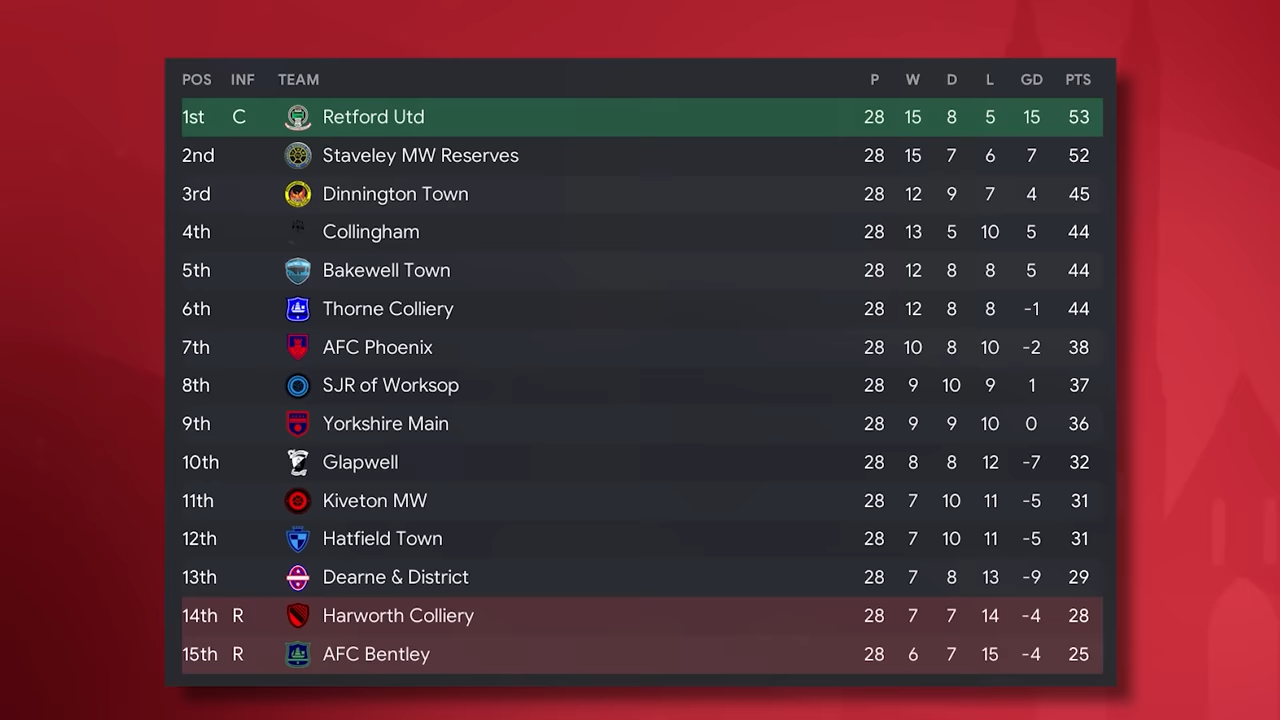 POS INF TEAM P W D L GD PTS
1st C Retford Utd 28 15 8 5 15 53
2nd Staveley MW Reserves 28 15 7 6 7 52
3rd Dinnington Town 28 12 9 7 4 45
4th Collingham 28 13 5 10 5 44
5th Bakewell Town 28 12 8 8 5 44
6th Thorne Colliery 28 12 8 8 -1 44
7th AFC Phoenix 28 10 8 10 -2 38
8th SJR of Worksop 28 9 10 9 1 37
9th Yorkshire Main 28 9 9 10 0 36
10th Glapwell 28 8 8 12 -7 32
11th Kiveton MW 28 7 10 11 -5 31
12th Hatfield Town 28 7 10 11 -5 31
13th Dearne & District 28 7 8 13 -9 29
14th R Harworth Colliery 28 7 7 14 -4 28
15th R AFC Bentley 28 6 7 15 -4 25